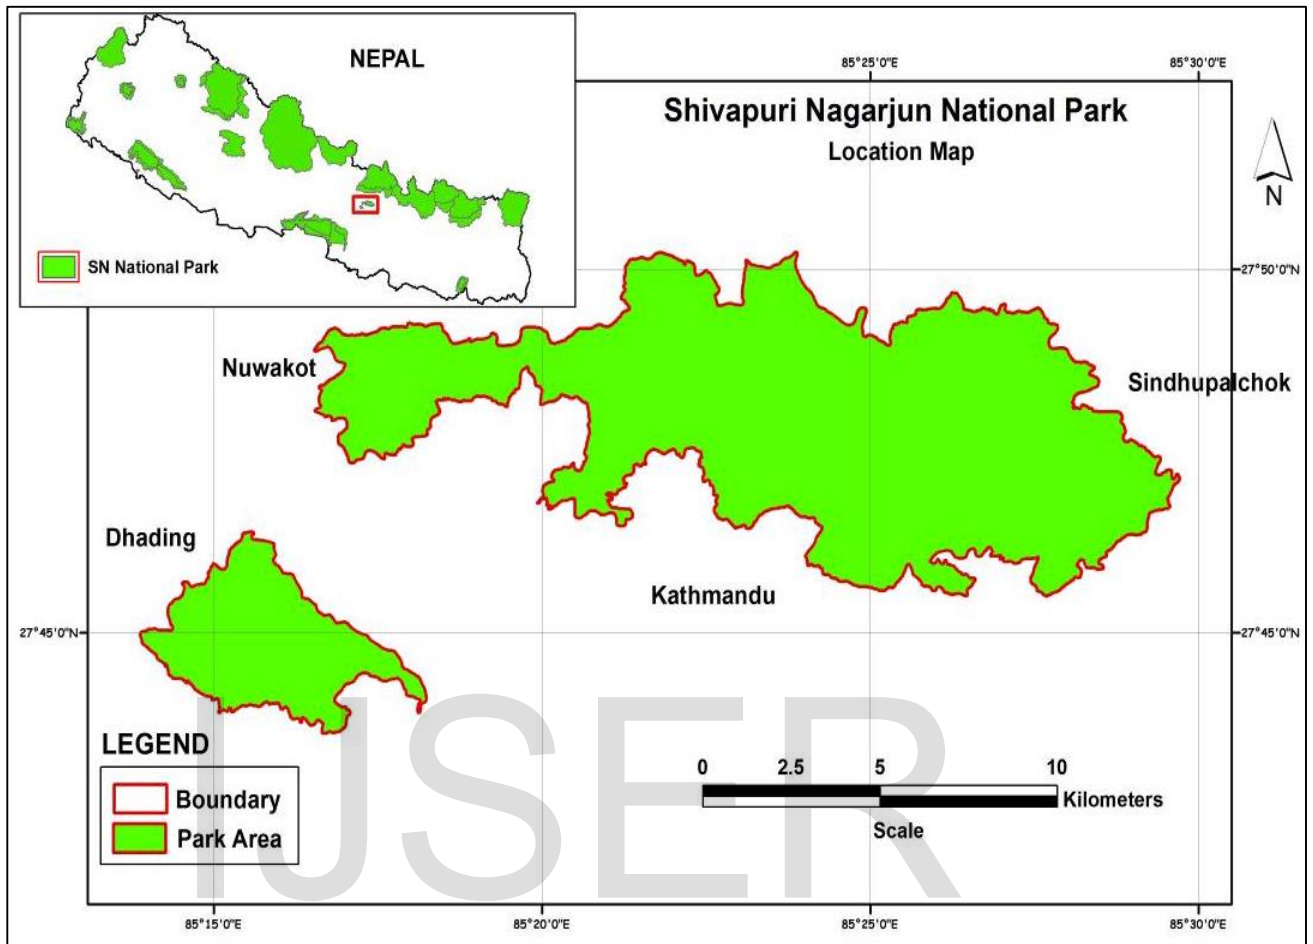 NEPAL
SN National Park
85°25'0"E
85°30'0"E
Shivapuri Nagarjun National Park
Location Map
N
27°50'0"N
Nuwakot
Sindhupalchok
Dhading
Kathmandu
27°45'0"N
27°45'0"N
LEGEND
Boundary
Park Area
0 2.5 5 10
Kilometers
Scale
IJSER
85°15'0"E
85°20'0"E
85°25'0"E
85°30'0"E